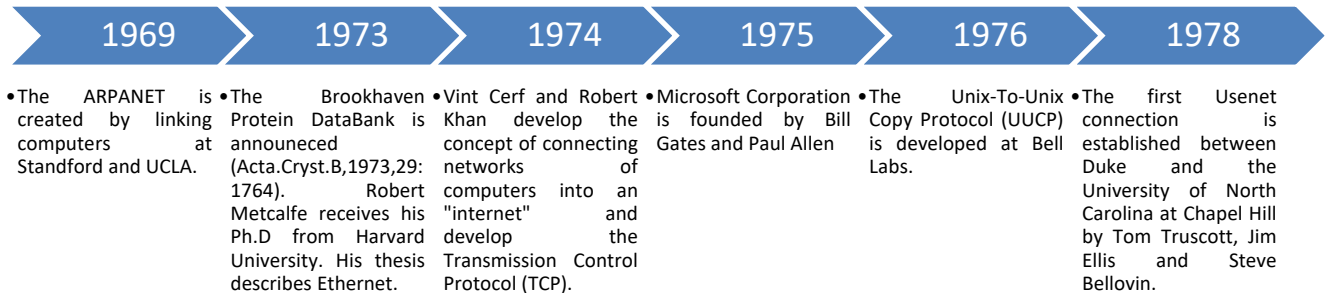 1969
1973
1974
1975
1976
1978
•The ARPANET is
created by linking
computers at
Standford and UCLA.
•The Brookhaven
Protein DataBank is
announeced
(Acta.Cryst.B,1973,29:
1764). Robert
Metcalfe receives his
Ph.D from Harvard
University. His thesis
describes Ethernet.
•Vint Cerf and Robert
Khan develop the
concept of connecting
networks of
computers into an
"internet" and
develop the
Transmission Control
Protocol (TCP).
•Microsoft Corporation
is founded by Bill
Gates and Paul Allen
•The Unix-To-Unix
Copy Protocol (UUCP)
is developed at Bell
Labs.
•The first Usenet
connection is
established between
Duke and the
University of North
Carolina at Chapel Hill
by Tom Truscott, Jim
Ellis and Steve
Bellovin.